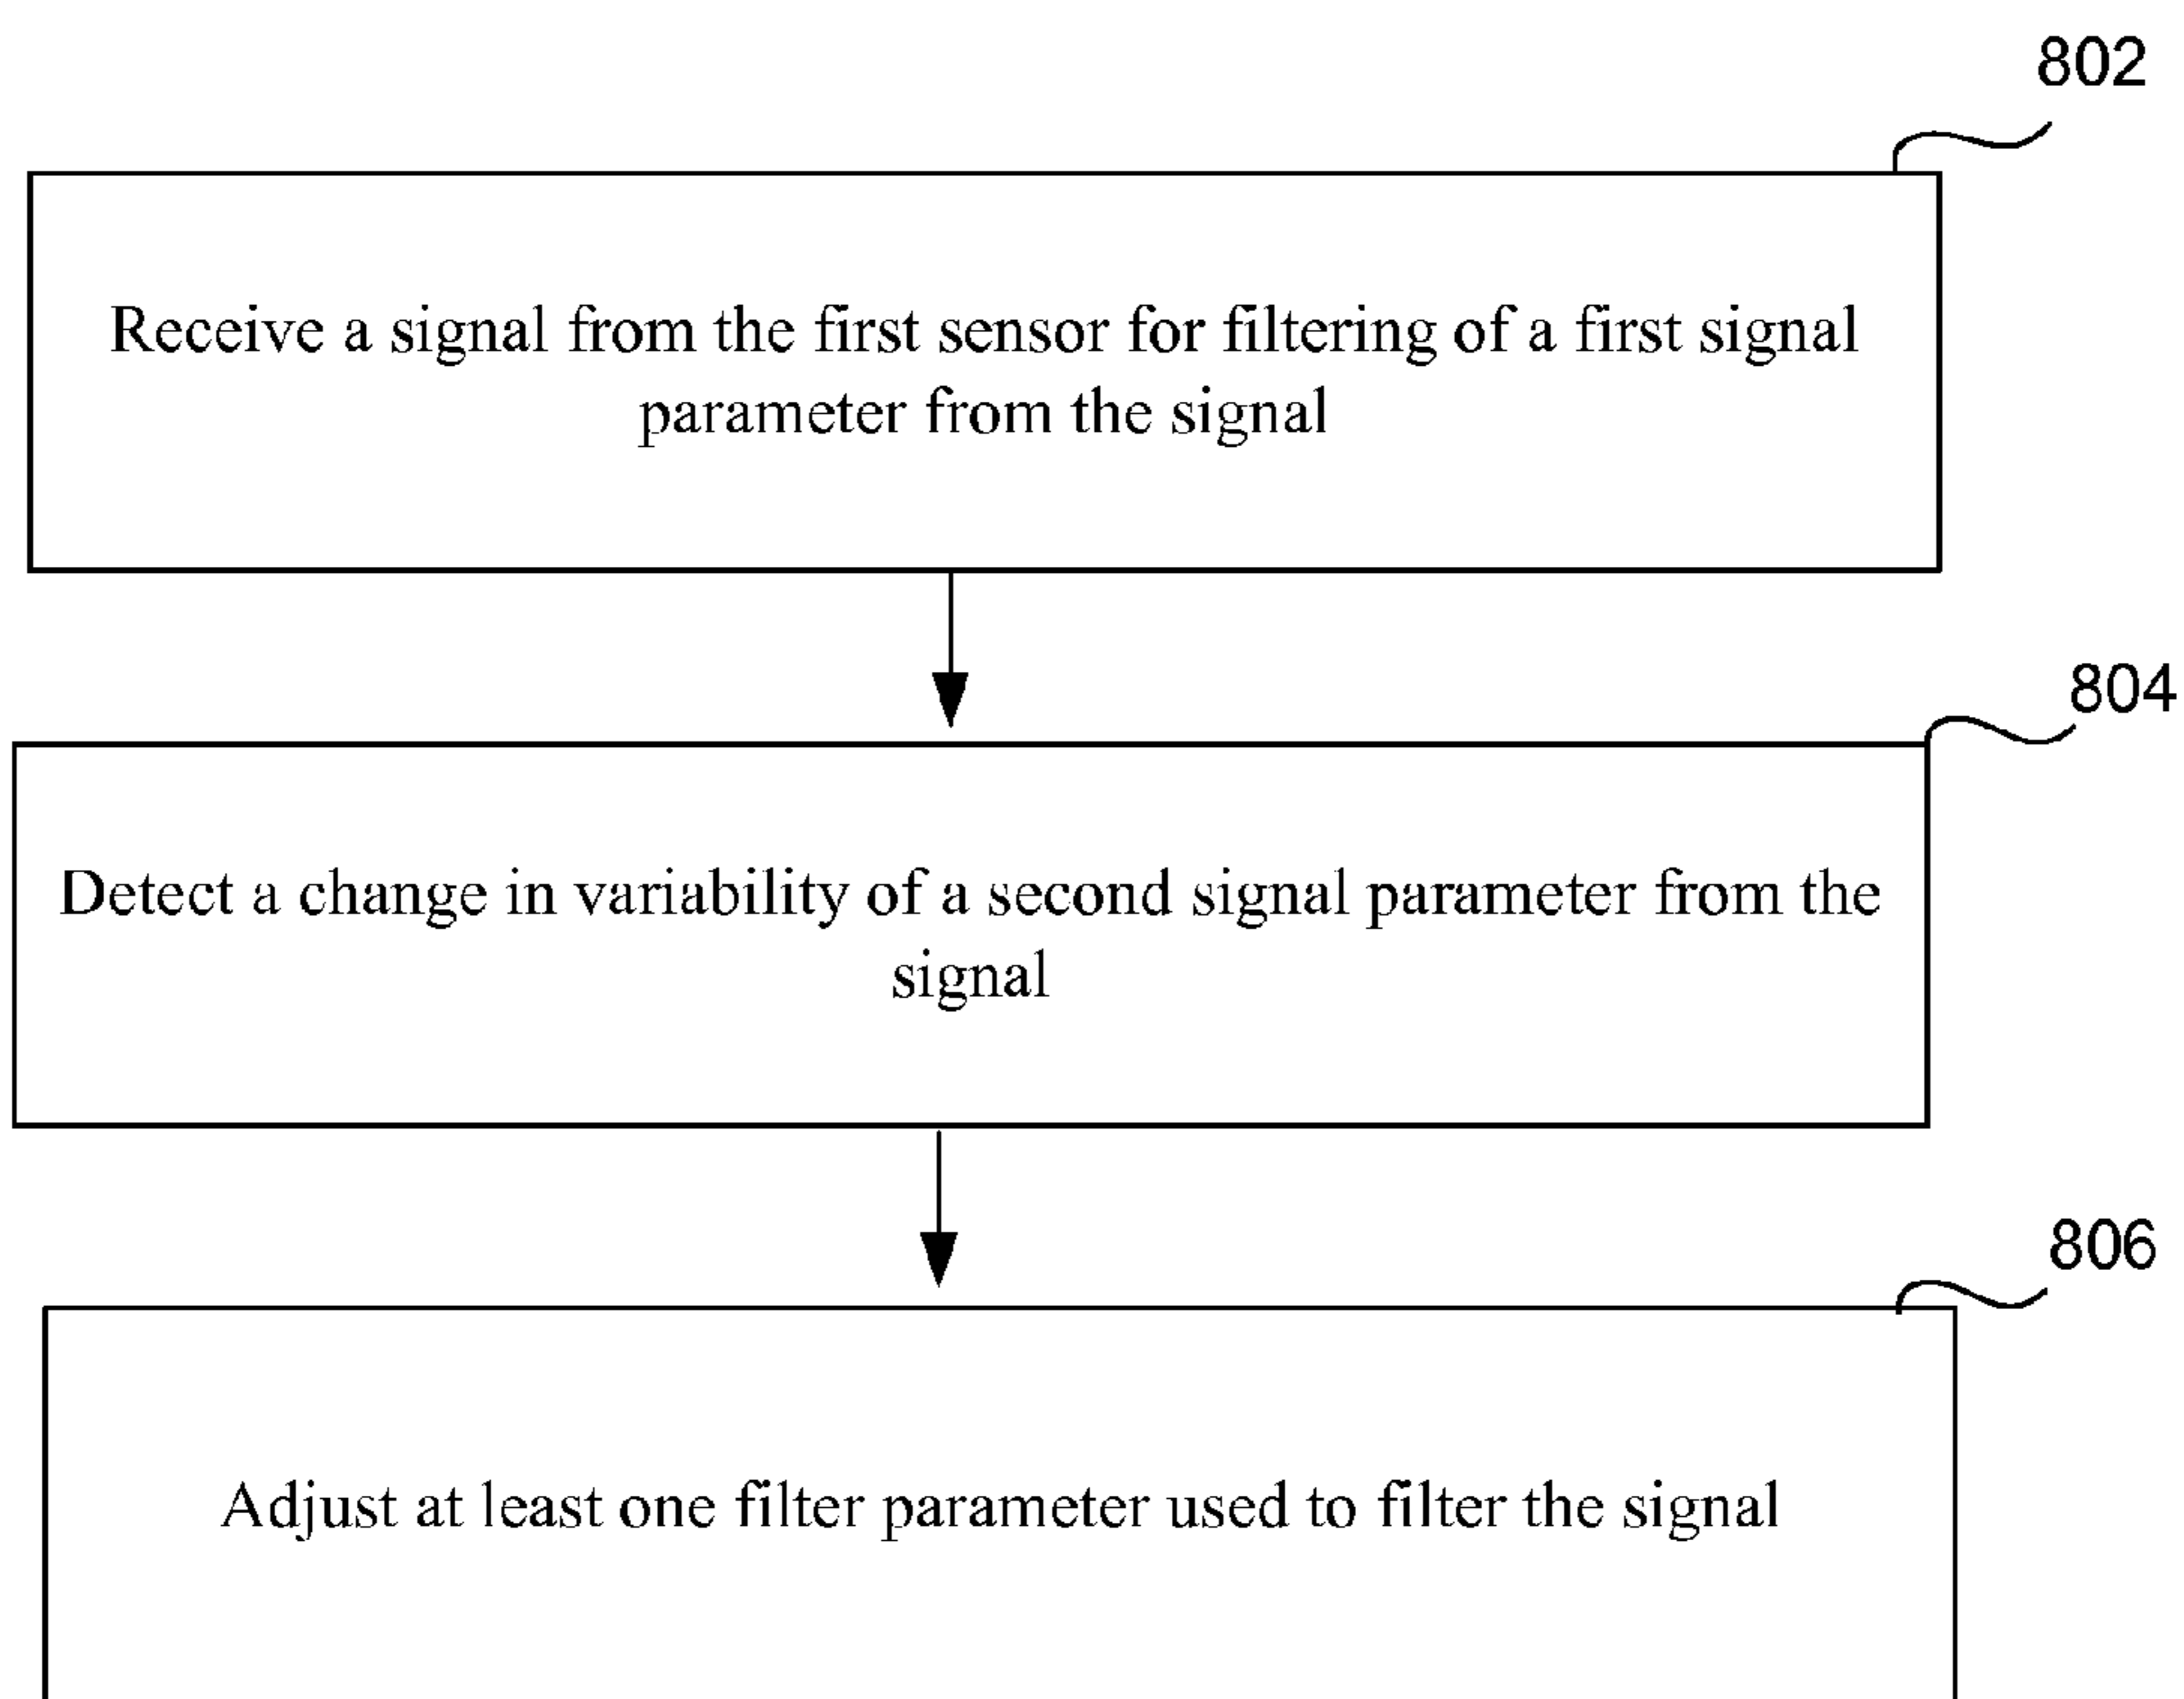 802
Receive a signal from the first sensor for filtering of a first signal
parameter from the signal
804
Detect a change in variability of a second signal parameter from the
signal
806
Adjust at least one filter parameter used to filter the signal